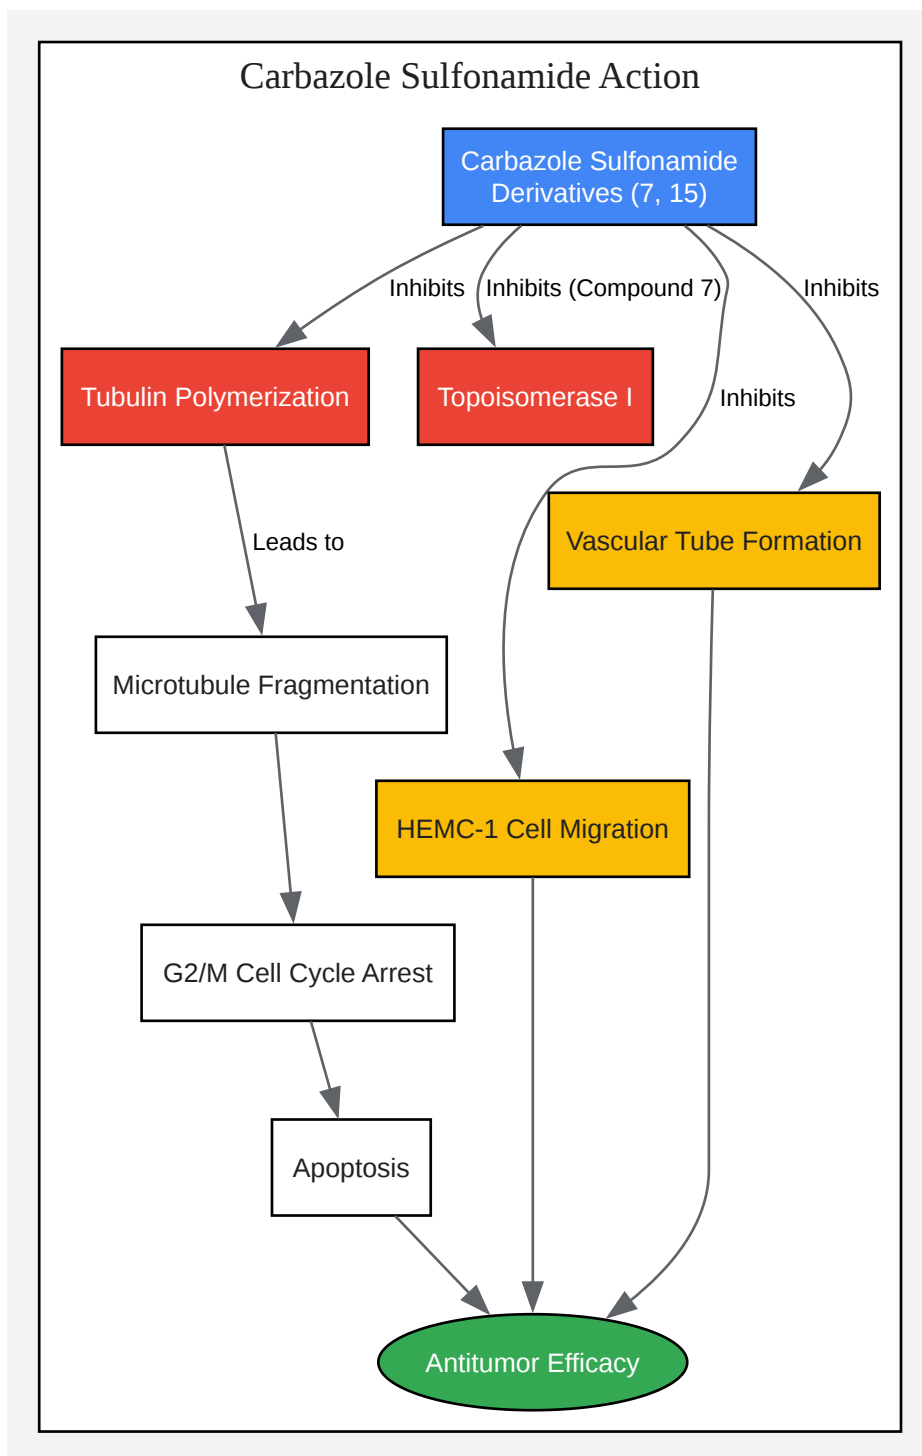 Carbazole Sulfonamide Action
Carbazole Sulfonamide
Derivatives (7, 15)
Inhibits
Inhibits (Compound 7)
Inhibits
Tubulin Polymerization
Topoisomerase I
Inhibits
Leads to
Vascular Tube Formation
Microtubule Fragmentation
HEMC-1 Cell Migration
G2/M Cell Cycle Arrest
Apoptosis
Antitumor Efficacy